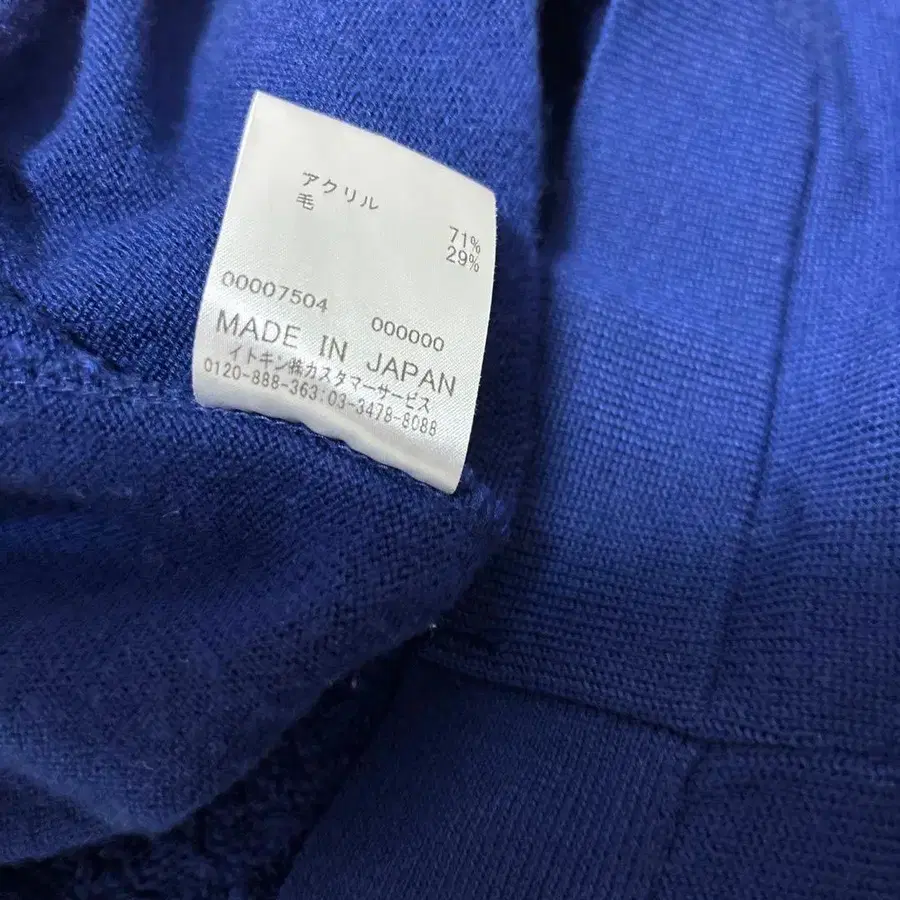 アクリル 71%
毛 29%
00007504 000000
MADE IN JAPAN
イトキン㈱カスタマーサービス
0120-888-363:03-3478-8088